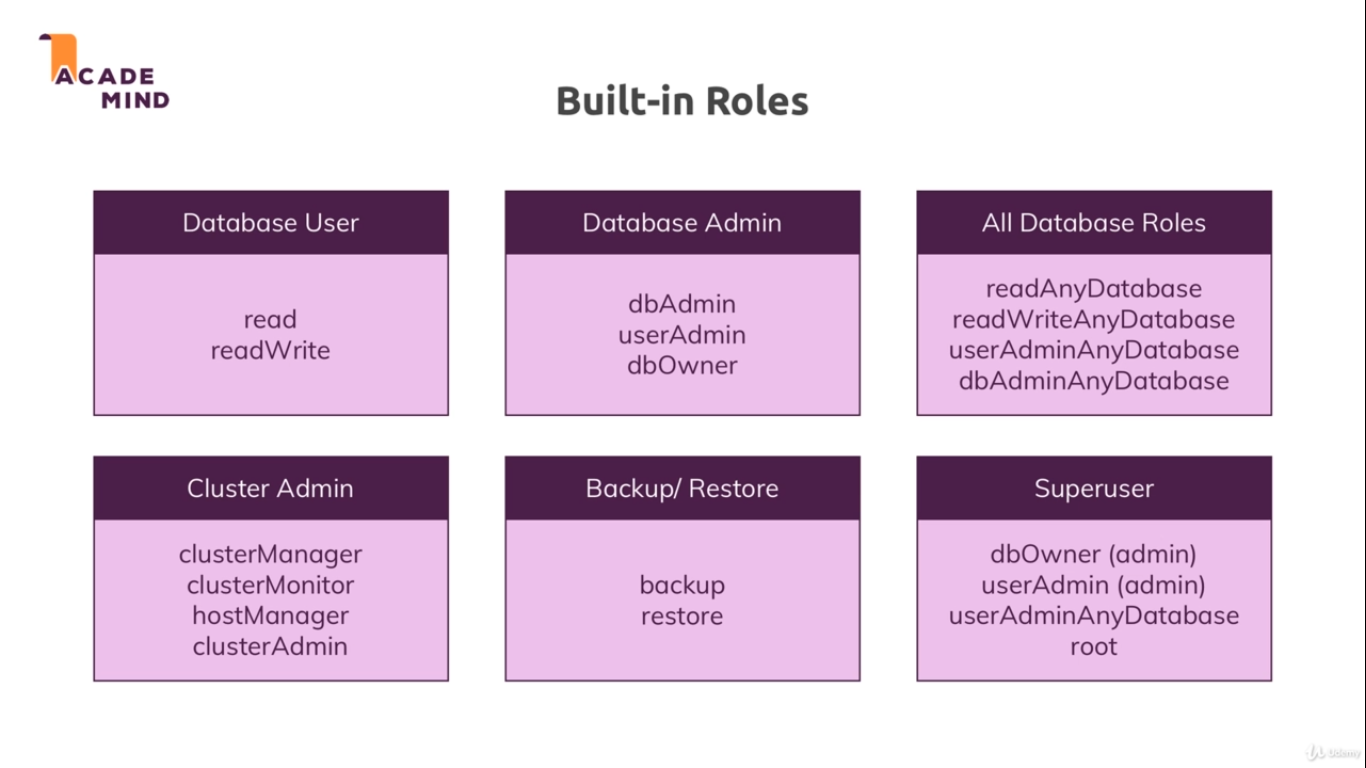 ACADE
MIND
Built-in Roles
Database User
read
readWrite
Database Admin
dbAdmin
userAdmin
dbOwner
All Database Roles
readAnyDatabase
readWriteAnyDatabase
userAdminAnyDatabase
dbAdminAnyDatabase
Cluster Admin
clusterManager
clusterMonitor
hostManager
clusterAdmin
Backup/ Restore
backup
restore
Superuser
dbOwner (admin)
userAdmin (admin)
userAdminAnyDatabase
root
Udemy